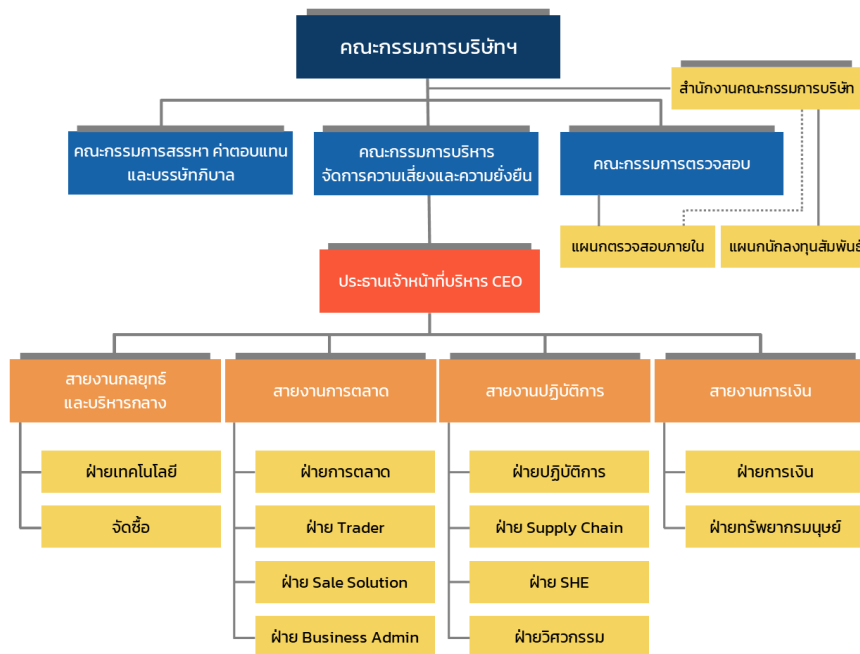 คณะกรรมการบริษัทฯ
สำนักงานคณะกรรมการบริษัท
คณะกรรมการสรรหา ค่าตอบแทน
และบรรษัทภิบาล
คณะกรรมการบริหาร
จัดการความเสี่ยงและความยั่งยืน
คณะกรรมการตรวจสอบ
แผนกตรวจสอบภายใน
แผนกนักลงทุนสัมพันธ์
ประธานเจ้าหน้าที่บริหาร CEO
สายงานกลยุทธ์
และบริหารกลาง
สายงานการตลาด
สายงานปฏิบัติการ
สายงานการเงิน
ฝ่ายเทคโนโลยี
ฝ่ายการตลาด
ฝ่ายปฏิบัติการ
ฝ่ายการเงิน
จัดซื้อ
ฝ่าย Trader
ฝ่าย Supply Chain
ฝ่ายทรัพยากรมนุษย์
ฝ่าย Sale Solution
ฝ่าย SHE
ฝ่าย Business Admin
ฝ่ายวิศวกรรม